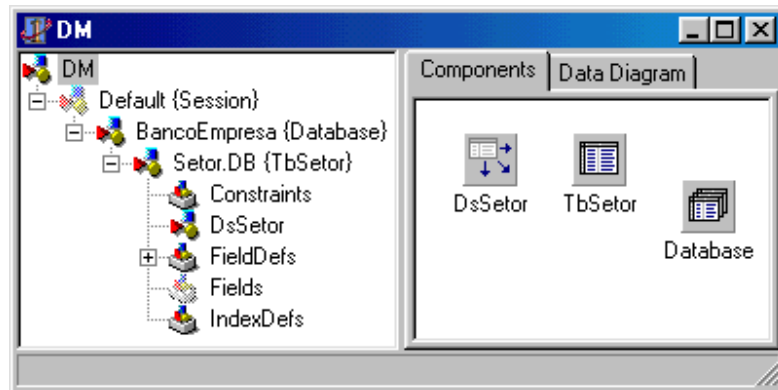 DM
DM
Default {Session}
BancoEmpresa {Database}
Setor.DB {TbSetor}
Constraints
DsSetor
FieldDefs
Fields
IndexDefs
Components
Data Diagram
DsSetor
TbSetor
Database